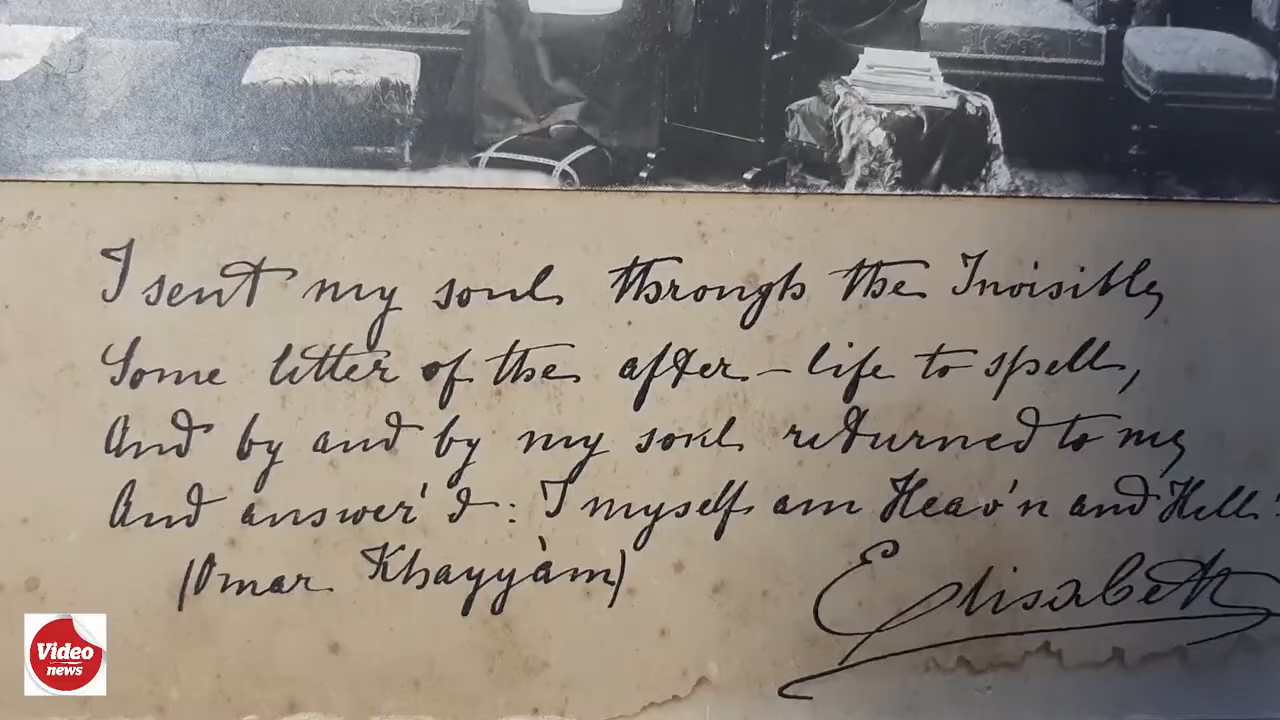 I sent my soul through the Invisible,
Some letter of the after-life to spell,
And by and by my soul returned to me,
And answer'd: I myself am Heav'n and Hell.
(Omar Khayyàm)
Elisabeth
Video
news